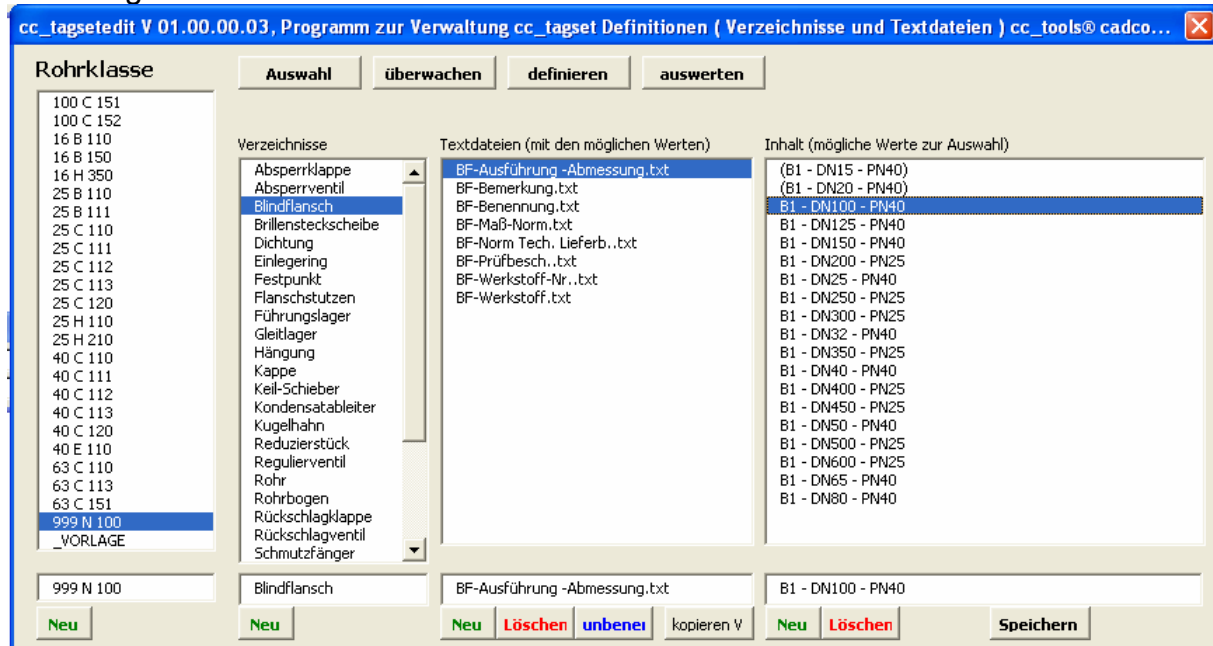 cc_tagsetedit V 01.00.00.03, Programm zur Verwaltung cc_tagset Definitionen ( Verzeichnisse und Textdateien ) cc_tools® cadco...
Rohrklasse
Auswahl überwachen definieren auswerten
100 C 151
100 C 152
16 B 110
16 B 150
16 H 350
25 B 110
25 B 111
25 C 110
25 C 111
25 C 112
25 C 113
25 C 120
25 H 110
25 H 210
40 C 110
40 C 111
40 C 112
40 C 113
40 C 120
40 E 110
63 C 110
63 C 113
63 C 151
999 N 100
_VORLAGE
999 N 100
Neu
Verzeichnisse
Absperrklappe
Absperrventil
Blindflansch
Brillensteckscheibe
Dichtung
Einlegering
Festpunkt
Flanschstutzen
Führungslager
Gleitlager
Hängung
Kappe
Keil-Schieber
Kondensatableiter
Kugelhahn
Reduzierstück
Regulierventil
Rohr
Rohrbogen
Rückschlagklappe
Rückschlagventil
Schmutzfänger
Blindflansch
Neu
Textdateien (mit den möglichen Werten)
BF-Ausführung -Abmessung.txt
BF-Bemerkung.txt
BF-Benennung.txt
BF-Maß-Norm.txt
BF-Norm Tech. Lieferb..txt
BF-Prüfbesch..txt
BF-Werkstoff-Nr..txt
BF-Werkstoff.txt
BF-Ausführung -Abmessung.txt
Neu Löschen unbenei kopieren V
Inhalt (mögliche Werte zur Auswahl)
(B1 - DN15 - PN40)
(B1 - DN20 - PN40)
B1 - DN100 - PN40
B1 - DN125 - PN40
B1 - DN150 - PN40
B1 - DN200 - PN25
B1 - DN25 - PN40
B1 - DN250 - PN25
B1 - DN300 - PN25
B1 - DN32 - PN40
B1 - DN350 - PN25
B1 - DN40 - PN40
B1 - DN400 - PN25
B1 - DN450 - PN25
B1 - DN50 - PN40
B1 - DN500 - PN25
B1 - DN600 - PN25
B1 - DN65 - PN40
B1 - DN80 - PN40
B1 - DN100 - PN40
Neu Löschen Speichern